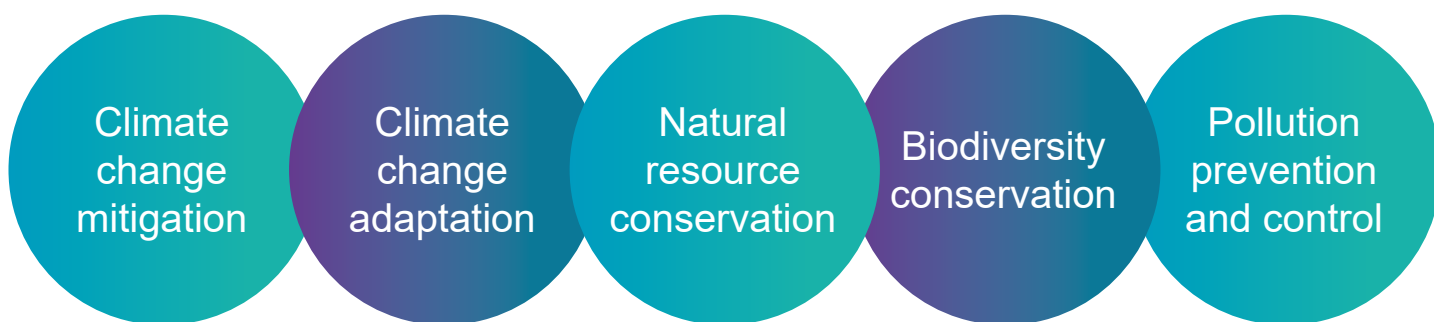 Climate
change
mitigation
Climate
change
adaptation
Natural
resource
conservation
Biodiversity
conservation
Pollution
prevention
and control